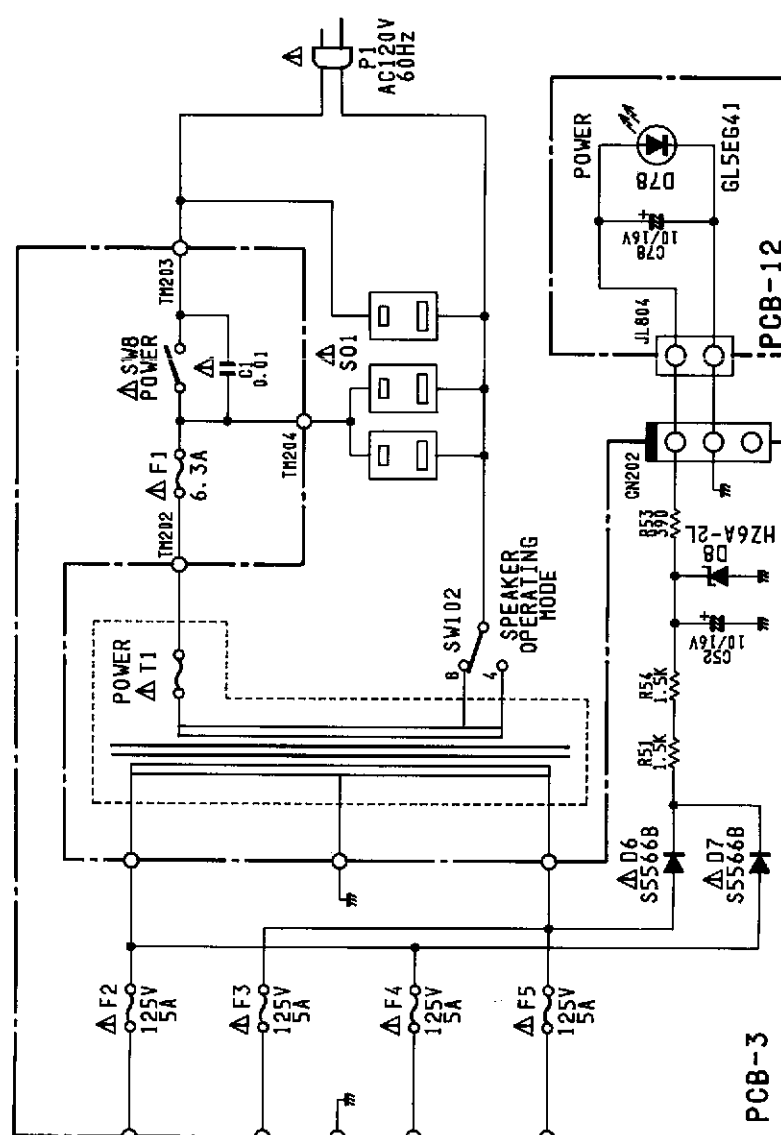 P1
AC120V
60Hz
POWER
D78
GL5EG41
C78
10/16V
PCB-12
JL804
TM203
SW8
POWER
C1
0.01
SO1
F1
6.3A
TM204
TM202
CN202
R53
390
HZ6A-2L
D8
C52
10/16V
SW102
SPEAKER
OPERATING
MODE
8
4
POWER
T1
R54
1.5K
R51
1.5K
D6
S5566B
D7
S5566B
F2
125V
5A
F3
125V
5A
F4
125V
5A
F5
125V
5A
PCB-3